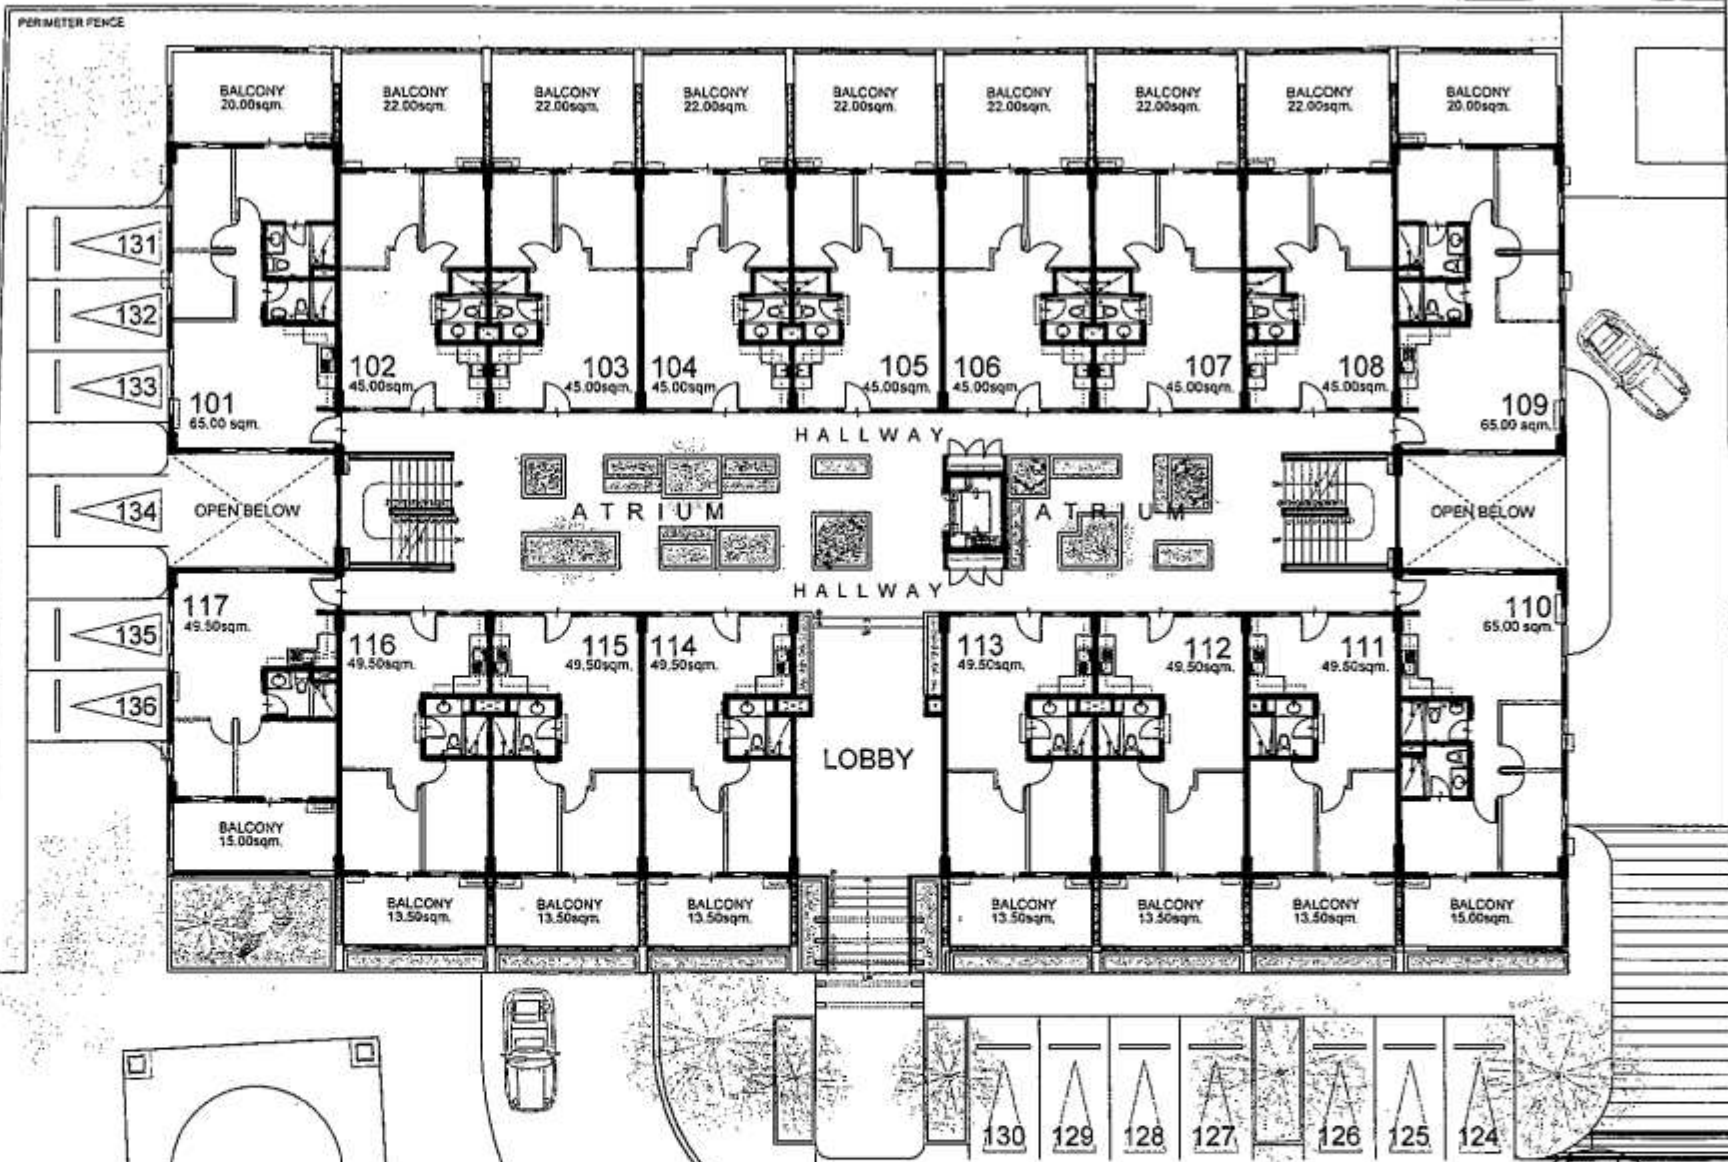 PERIMETER FENCE
BALCONY
20.00sqm.
BALCONY
22.00sqm.
BALCONY
22.00sqm.
BALCONY
22.00sqm.
BALCONY
22.00sqm.
BALCONY
22.00sqm.
BALCONY
22.00sqm.
BALCONY
22.00sqm.
BALCONY
20.00sqm.
131
132
133
134
135
136
101
65.00 sqm.
102
45.00sqm.
103
45.00sqm.
104
45.00sqm.
105
45.00sqm.
106
45.00sqm.
107
45.00sqm.
108
45.00sqm.
109
65.00 sqm.
HALLWAY
OPEN BELOW
ATRIUM
ATRIUM
OPEN BELOW
HALLWAY
117
49.50sqm.
116
49.50sqm.
115
49.50sqm.
114
49.50sqm.
LOBBY
113
49.50sqm.
112
49.50sqm.
111
49.50sqm.
110
65.00 sqm.
BALCONY
15.00sqm.
BALCONY
13.50sqm.
BALCONY
13.50sqm.
BALCONY
13.50sqm.
BALCONY
13.50sqm.
BALCONY
13.50sqm.
BALCONY
13.50sqm.
BALCONY
15.00sqm.
130
129
128
127
126
125
124